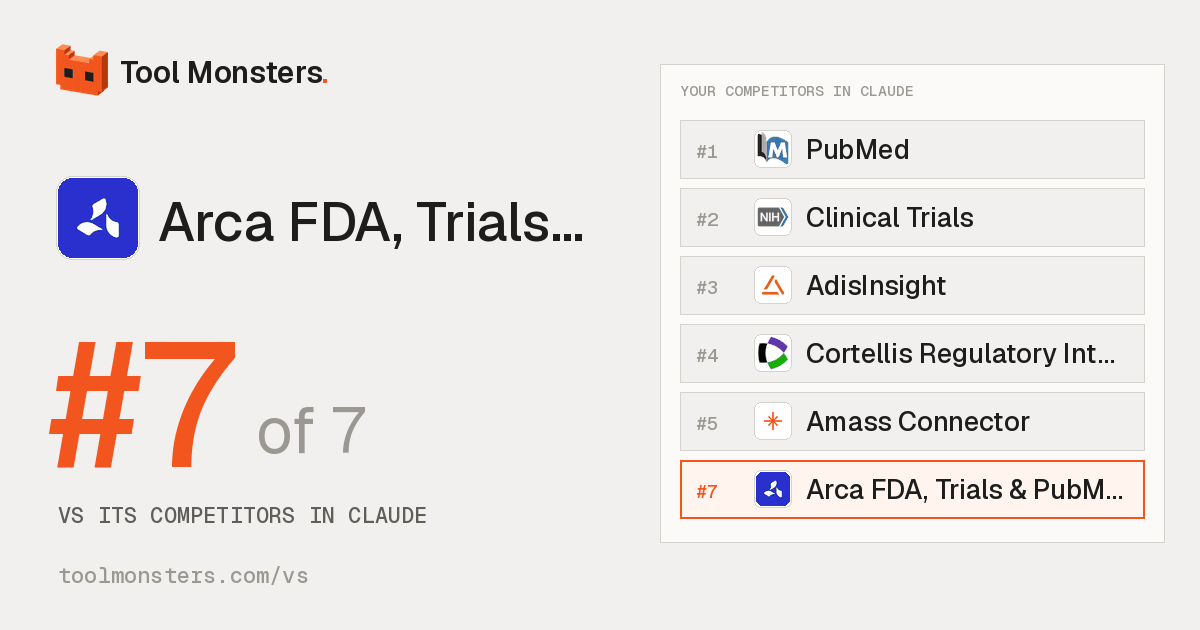 Tool Monsters.
Arca FDA, Trials...
#7 of 7
VS ITS COMPETITORS IN CLAUDE
toolmonsters.com/vs
YOUR COMPETITORS IN CLAUDE
#1 PubMed
#2 NIH Clinical Trials
#3 AdisInsight
#4 Cortellis Regulatory Int...
#5 Amass Connector
#7 Arca FDA, Trials & PubM...